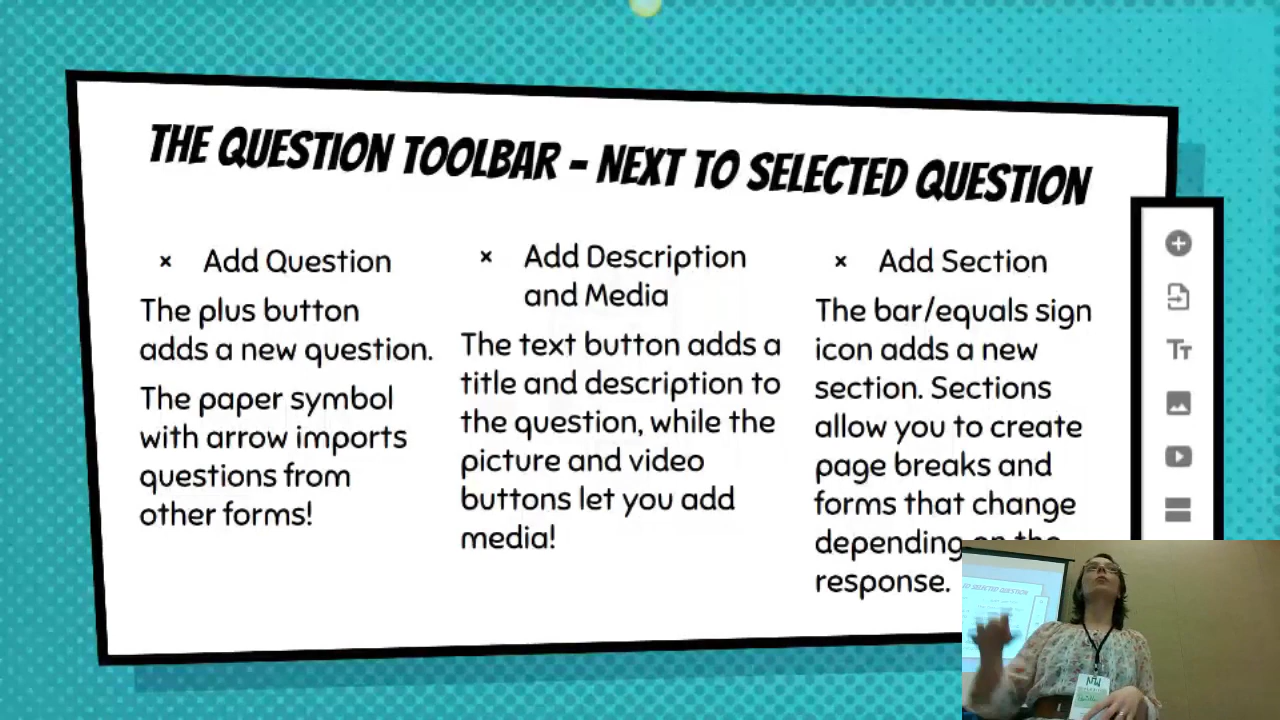 THE QUESTION TOOLBAR - NEXT TO SELECTED QUESTION
× Add Question
The plus button
adds a new question.
The paper symbol
with arrow imports
questions from
other forms!
× Add Description
and Media
The text button adds a
title and description to
the question, while the
picture and video
buttons let you add
media!
× Add Section
The bar/equals sign
icon adds a new
section. Sections
allow you to create
page breaks and
forms that change
depending on the
response.
Tт